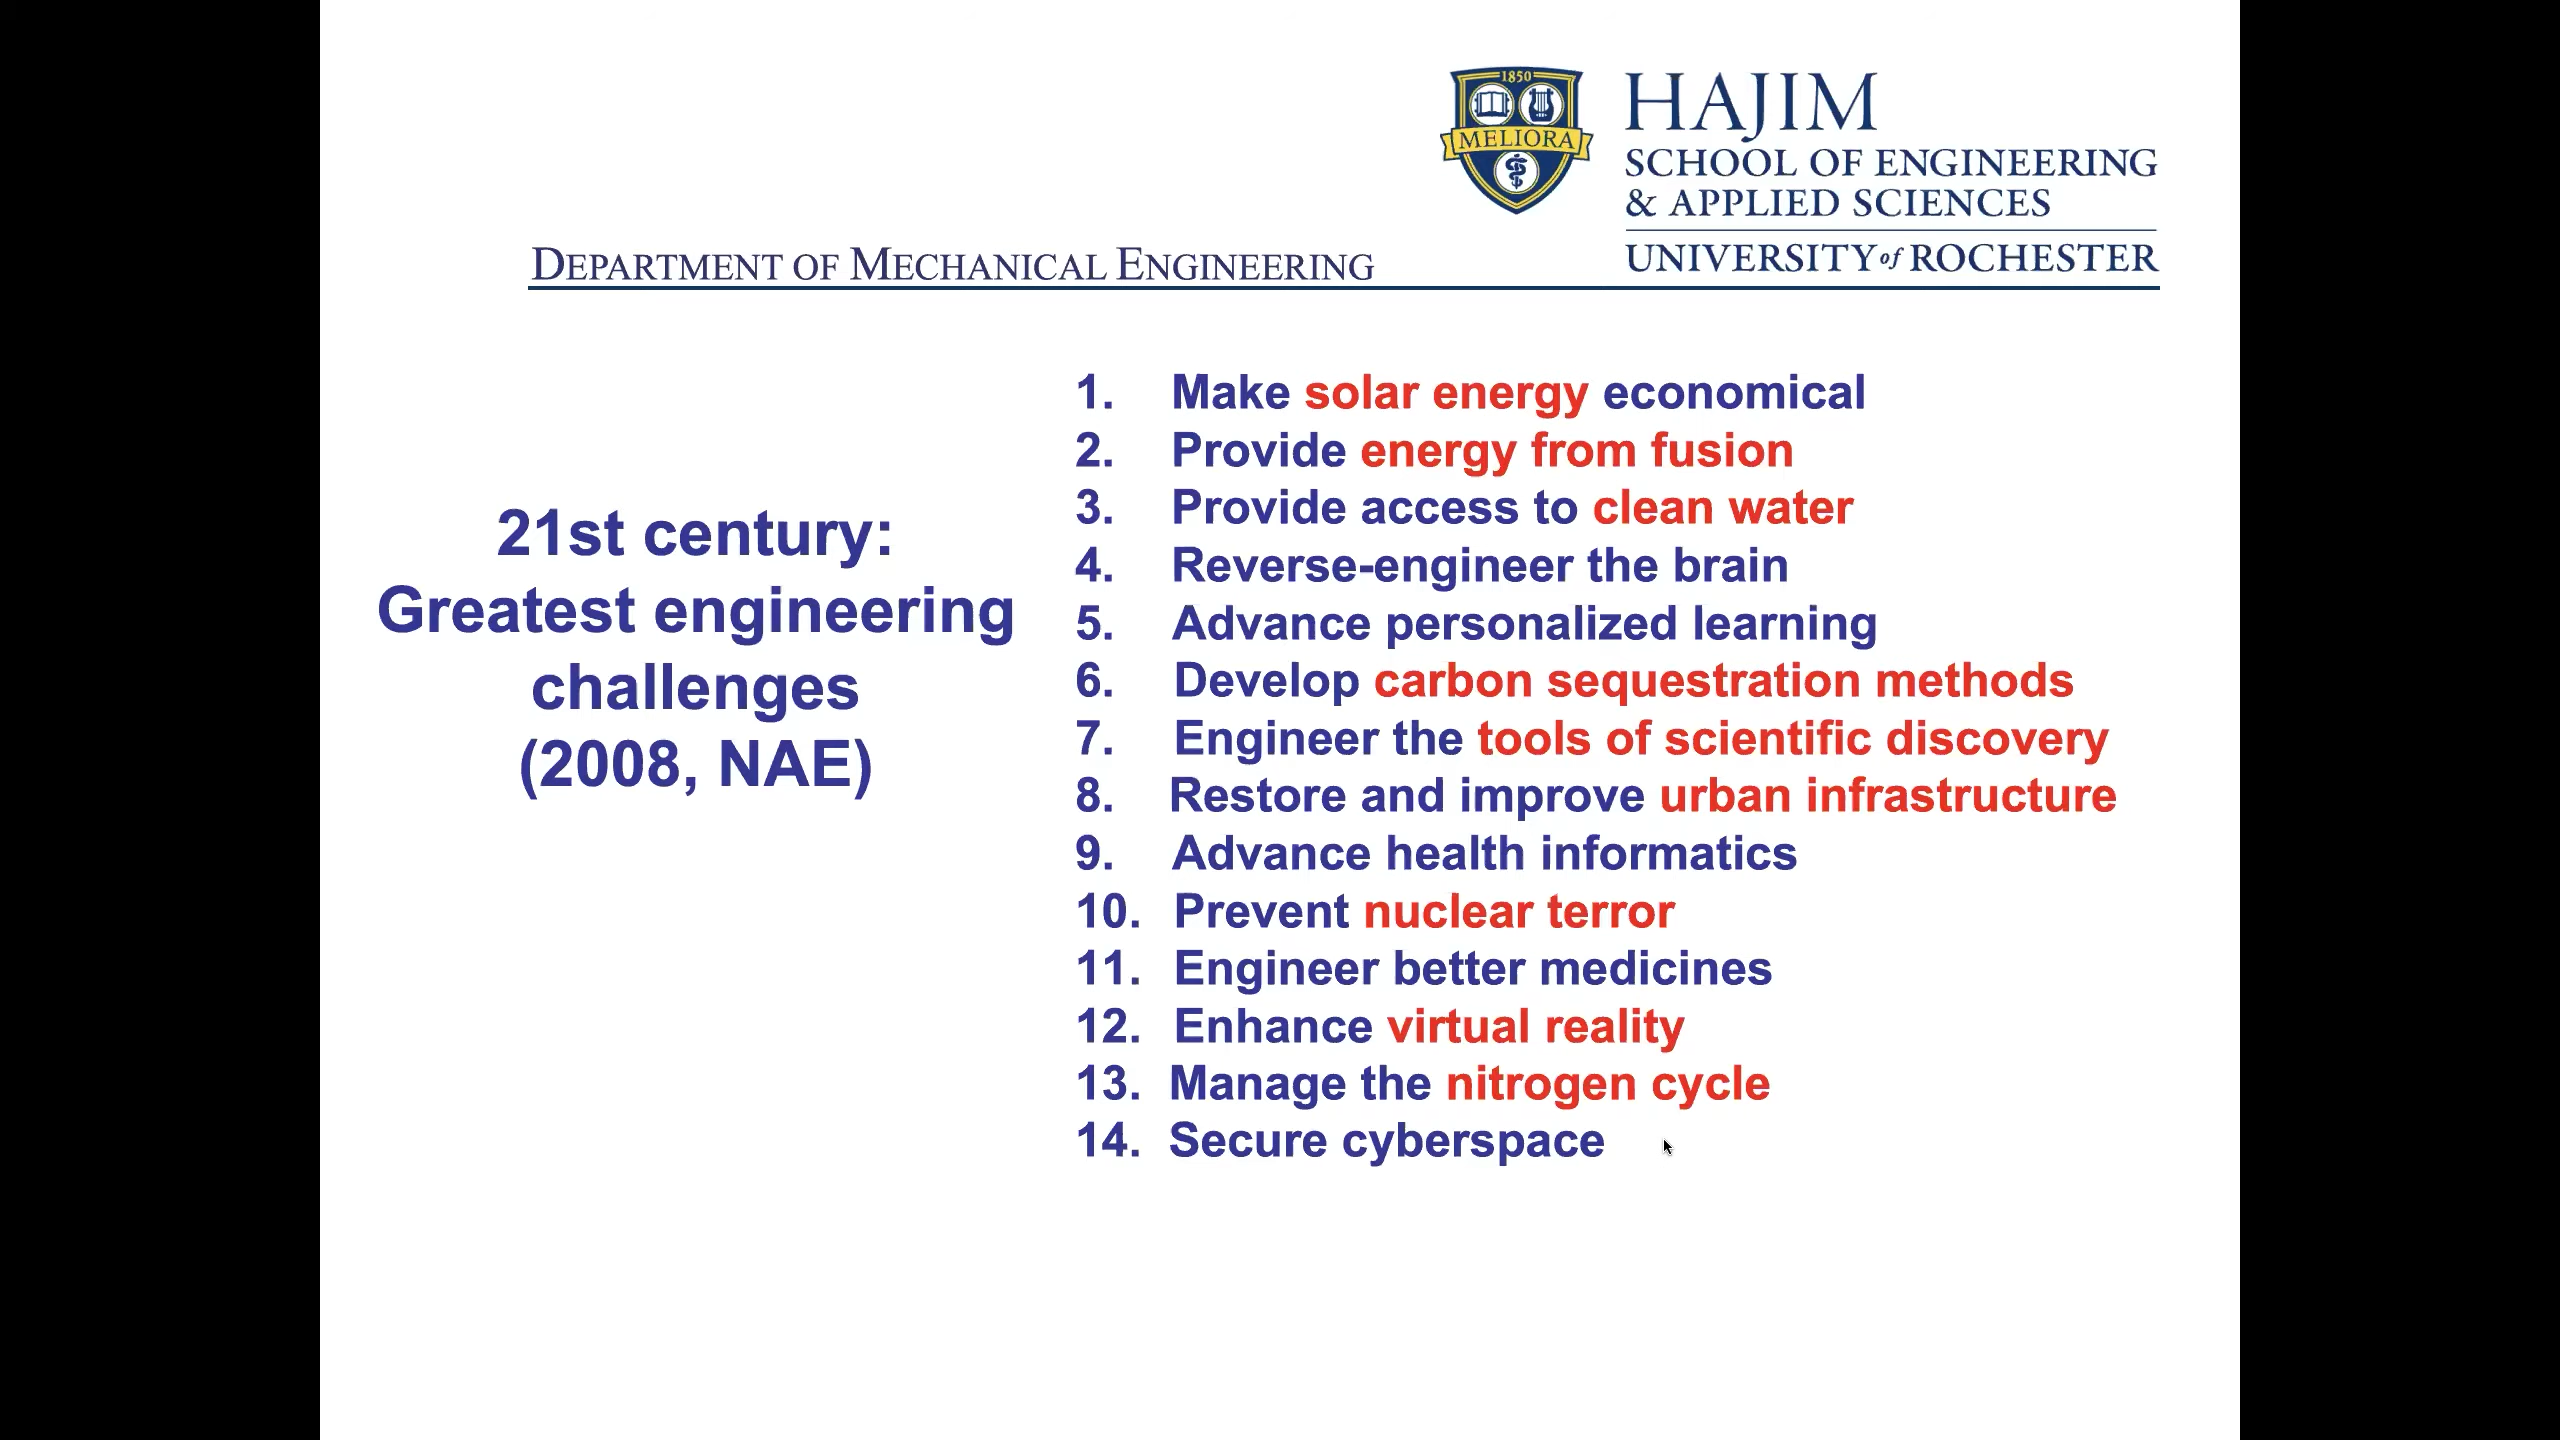 1850
MELIORA
HAJIM
SCHOOL OF ENGINEERING
& APPLIED SCIENCES
UNIVERSITY of ROCHESTER
DEPARTMENT OF MECHANICAL ENGINEERING
21st century:
Greatest engineering
challenges
(2008, NAE)
1. Make solar energy economical
2. Provide energy from fusion
3. Provide access to clean water
4. Reverse-engineer the brain
5. Advance personalized learning
6. Develop carbon sequestration methods
7. Engineer the tools of scientific discovery
8. Restore and improve urban infrastructure
9. Advance health informatics
10. Prevent nuclear terror
11. Engineer better medicines
12. Enhance virtual reality
13. Manage the nitrogen cycle
14. Secure cyberspace